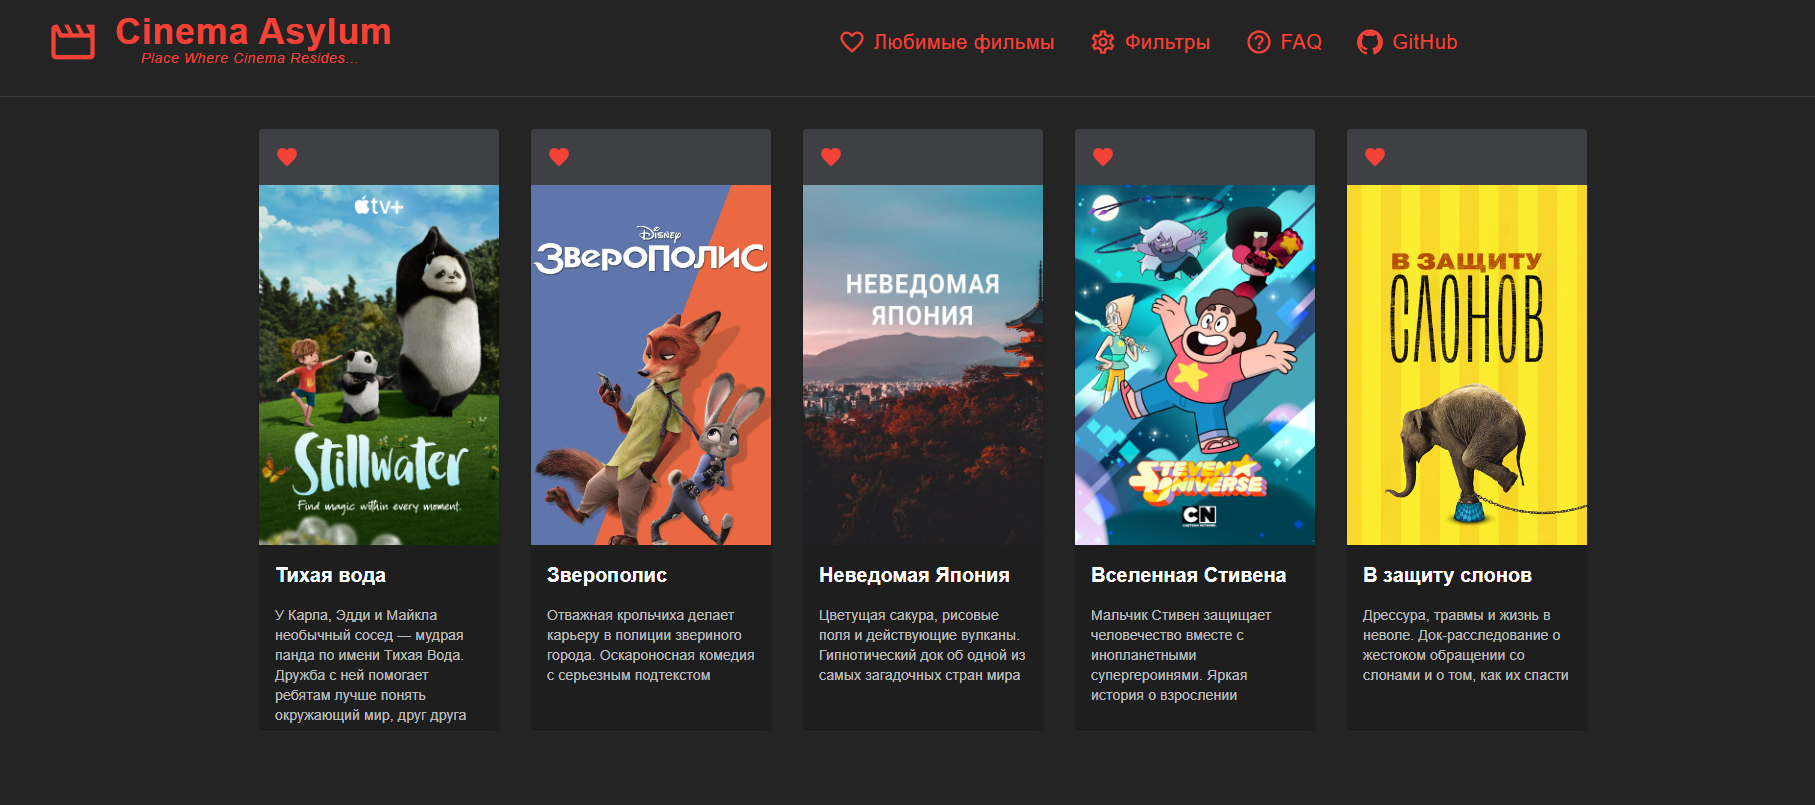 Cinema Asylum
Place Where Cinema Resides...
Любимые фильмы
Фильтры
FAQ
GitHub
tv+
Stillwater
Find magic within every moment.
Тихая вода
У Карла, Эдди и Майкла
необычный сосед — мудрая
панда по имени Тихая Вода.
Дружба с ней помогает
ребятам лучше понять
окружающий мир, друг друга
Disney
ЗВЕРОПОЛИС
Зверополис
Отважная крольчиха делает
карьеру в полиции звериного
города. Оскароносная комедия
с серьезным подтекстом
НЕВЕДОМАЯ
ЯПОНИЯ
Неведомая Япония
Цветущая сакура, рисовые
поля и действующие вулканы.
Гипнотический док об одной из
самых загадочных стран мира
STEVEN
UNIVERSE
CN
CARTOON NETWORK
Вселенная Стивена
Мальчик Стивен защищает
человечество вместе с
инопланетными
супергероинями. Яркая
история о взрослении
В ЗАЩИТУ
СЛОНОВ
В защиту слонов
Дрессура, травмы и жизнь в
неволе. Док-расследование о
жестоком обращении со
слонами и о том, как их спасти